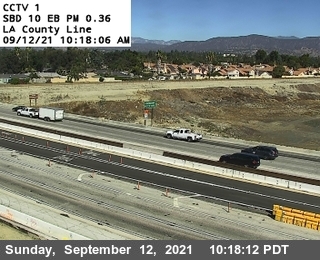 CCTV 1
SBD 10 EB PM 0.36
LA County Line
09/12/21 10:18:06 AM
Sunday, September 12, 2021 10:18:12 PDT